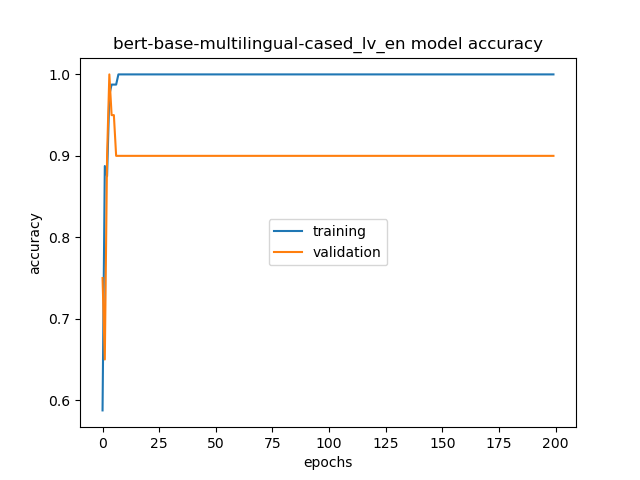 bert-base-multilingual-cased_lv_en model accuracy
1.0
0.9
0.8
0.7
0.6
accuracy
training
validation
0 25 50 75 100 125 150 175 200
epochs